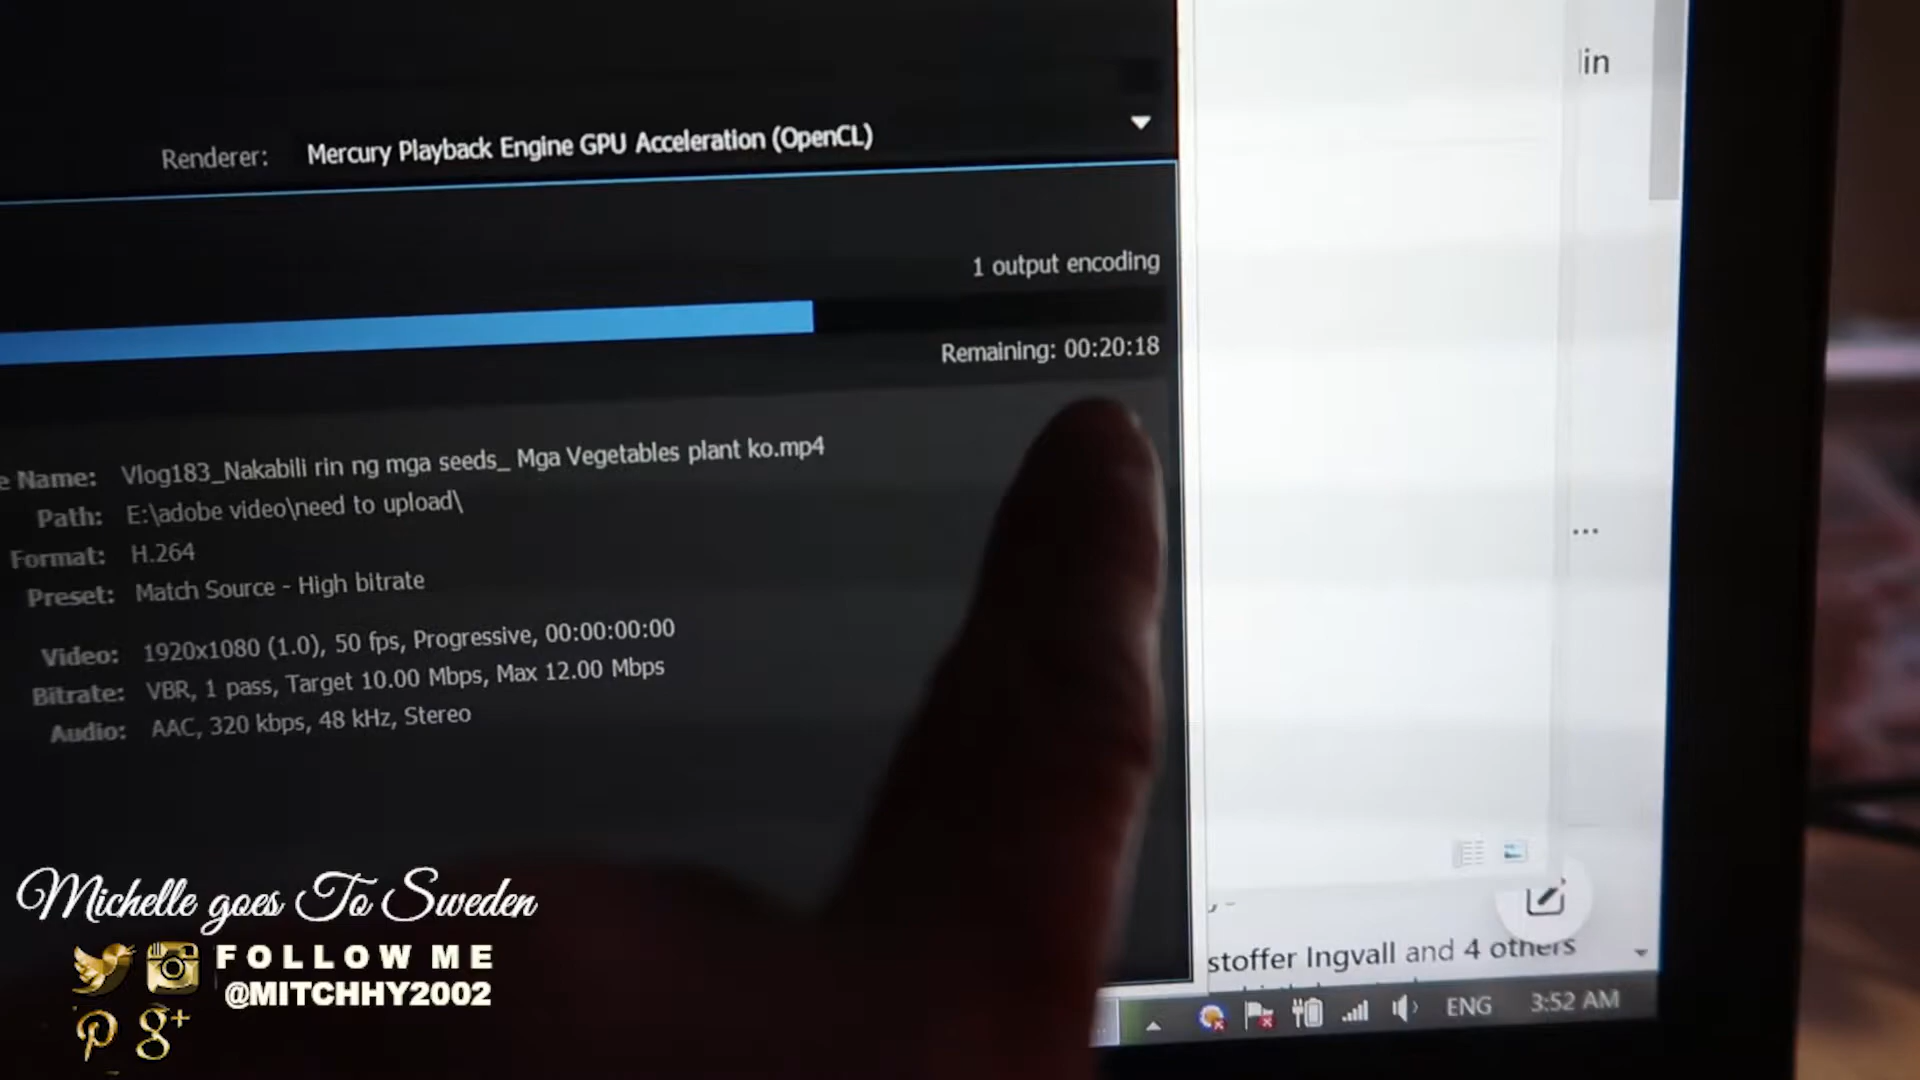 in
Renderer: Mercury Playback Engine GPU Acceleration (OpenCL)
1 output encoding
Remaining: 00:20:18
e Name: Vlog183_Nakabili rin ng mga seeds_ Mga Vegetables plant ko.mp4
Path: E:\adobe video\need to upload\
Format: H.264
Preset: Match Source - High bitrate
Video: 1920x1080 (1.0), 50 fps, Progressive, 00:00:00:00
Bitrate: VBR, 1 pass, Target 10.00 Mbps, Max 12.00 Mbps
Audio: AAC, 320 kbps, 48 kHz, Stereo
...
stoffer Ingvall and 4 others
ENG 3:52 AM
Michelle goes To Sweden
FOLLOW ME
@MITCHHY2002